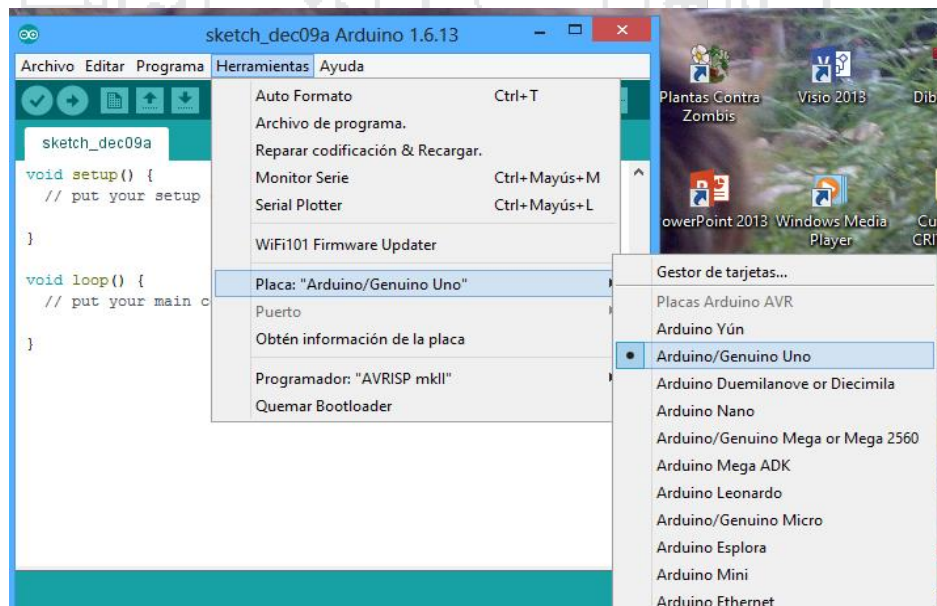 sketch_dec09a Arduino 1.6.13
Archivo Editar Programa Herramientas Ayuda
sketch_dec09a
void setup() {
// put your setup
}
void loop() {
// put your main c
}
Auto Formato Ctrl+T
Archivo de programa.
Reparar codificación & Recargar.
Monitor Serie Ctrl+Mayús+M
Serial Plotter Ctrl+Mayús+L
WiFi101 Firmware Updater
Placa: "Arduino/Genuino Uno"
Puerto
Obtén información de la placa
Programador: "AVRISP mkII"
Quemar Bootloader
Gestor de tarjetas...
Placas Arduino AVR
Arduino Yún
Arduino/Genuino Uno
Arduino Duemilanove or Diecimila
Arduino Nano
Arduino/Genuino Mega or Mega 2560
Arduino Mega ADK
Arduino Leonardo
Arduino/Genuino Micro
Arduino Esplora
Arduino Mini
Arduino Ethernet
Plantas Contra
Zombis
Visio 2013
Dib
owerPoint 2013
Windows Media
Player
Cu
CRI